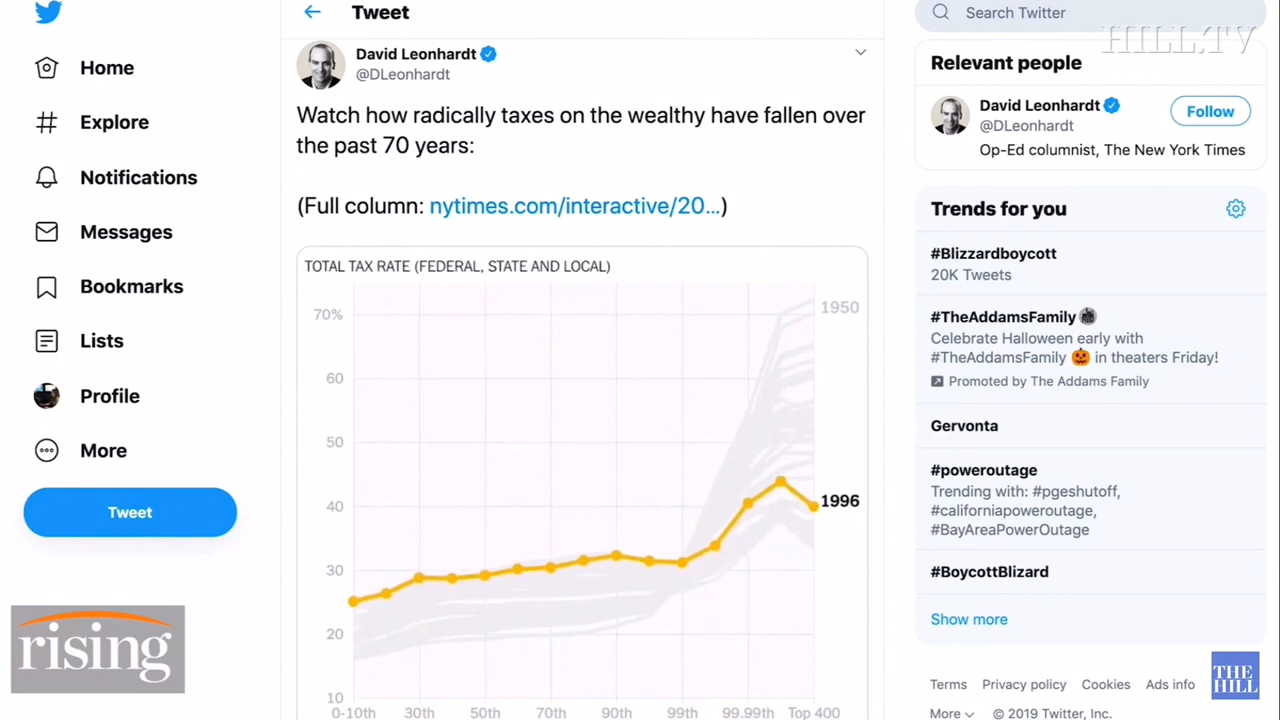 Home
Explore
Notifications
Messages
Bookmarks
Lists
Profile
More
Tweet
rising
Tweet
David Leonhardt
@DLeonhardt
Watch how radically taxes on the wealthy have fallen over
the past 70 years:
(Full column: nytimes.com/interactive/20...)
TOTAL TAX RATE (FEDERAL, STATE AND LOCAL)
70%
60
50
40
30
20
10
1950
1996
0-10th 30th 50th 70th 90th 99th 99.99th Top 400
Search Twitter
HILL.TV
Relevant people
David Leonhardt
@DLeonhardt
Follow
Op-Ed columnist, The New York Times
Trends for you
#Blizzardboycott
20K Tweets
#TheAddamsFamily
Celebrate Halloween early with
#TheAddamsFamily 🎃 in theaters Friday!
Promoted by The Addams Family
Gervonta
#poweroutage
Trending with: #pgeshutoff,
#californiapoweroutage,
#BayAreaPowerOutage
#BoycottBlizard
Show more
Terms Privacy policy Cookies Ads info
More © 2019 Twitter, Inc.
THE
HILL